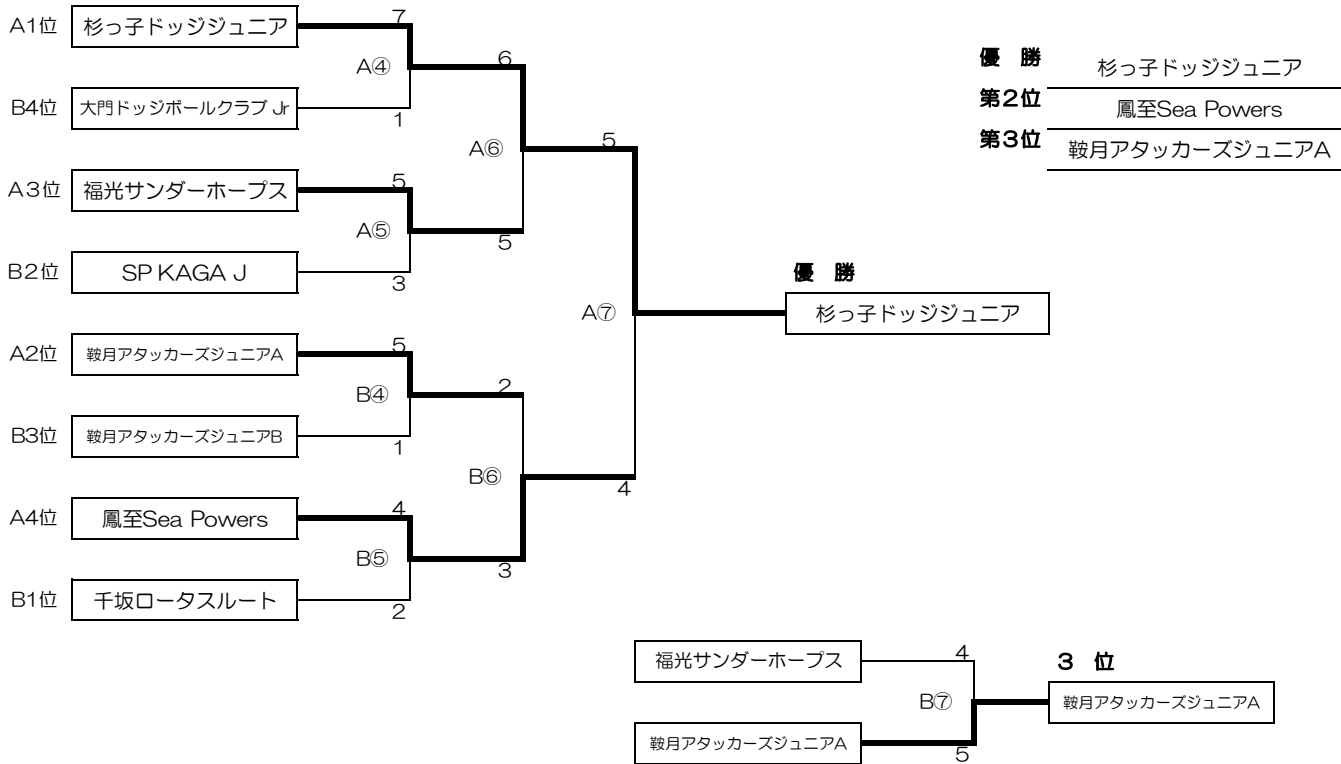 A1位 杉っ子ドッジジュニア 7
A④ 6
B4位 大門ドッジボールクラブ Jr 1
A⑥ 5
A3位 福光サンダーホープス 5
A⑤ 5
B2位 SP KAGA J 3
A⑦
優 勝
杉っ子ドッジジュニア
A2位 鞍月アタッカーズジュニアA 5
B④ 2
B3位 鞍月アタッカーズジュニアB 1
B⑥ 4
A4位 鳳至Sea Powers 4
B⑤ 3
B1位 千坂ロータスルート 2
優 勝 杉っ子ドッジジュニア
第2位 鳳至Sea Powers
第3位 鞍月アタッカーズジュニアA
福光サンダーホープス 4
B⑦
鞍月アタッカーズジュニアA 5
3 位
鞍月アタッカーズジュニアA